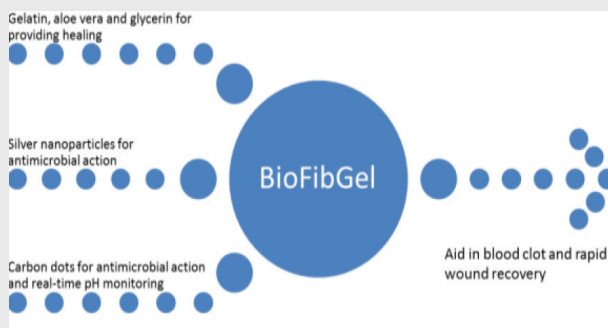 Gelatin, aloe vera and glycerin for
providing healing
Silver nanoparticles for
antimicrobial action
BioFibGel
Carbon dots for antimicrobial action
and real-time pH monitoring
Aid in blood clot and rapid
wound recovery